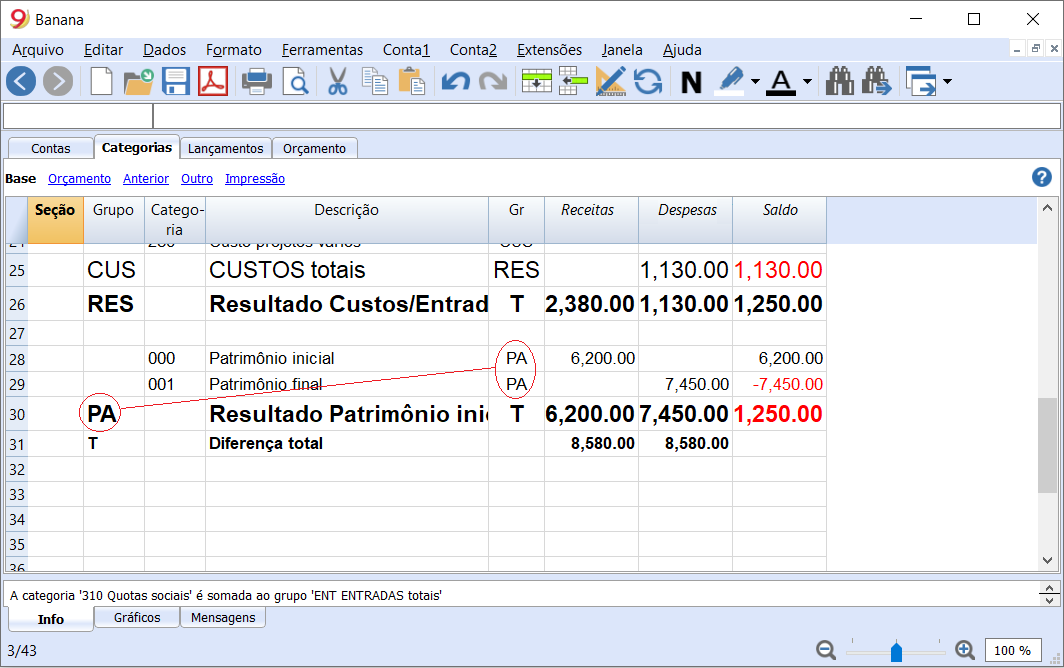 Banana
Arquivo Editar Dados Formato Ferramentas Conta1 Conta2 Extensões Janela Ajuda
N A
Contas Categorias Lançamentos Orçamento
Base Orçamento Anterior Outro Impressão
Seção Grupo Catego-ria Descrição Gr Receitas Despesas Saldo
25 CUS CUSTOS totais RES 1,130.00 1,130.00
26 RES Resultado Custos/Entrad T 2,380.00 1,130.00 1,250.00
27
28 000 Patrimônio inicial PA 6,200.00 6,200.00
29 001 Patrimônio final PA 7,450.00 -7,450.00
30 PA Resultado Patrimônio inic T 6,200.00 7,450.00 1,250.00
31 T Diferença total 8,580.00 8,580.00
32
33
34
35
36
A categoria '310 Quotas sociais' é somada ao grupo 'ENT ENTRADAS totais'
Info Gráficos Mensagens
3/43 100 %